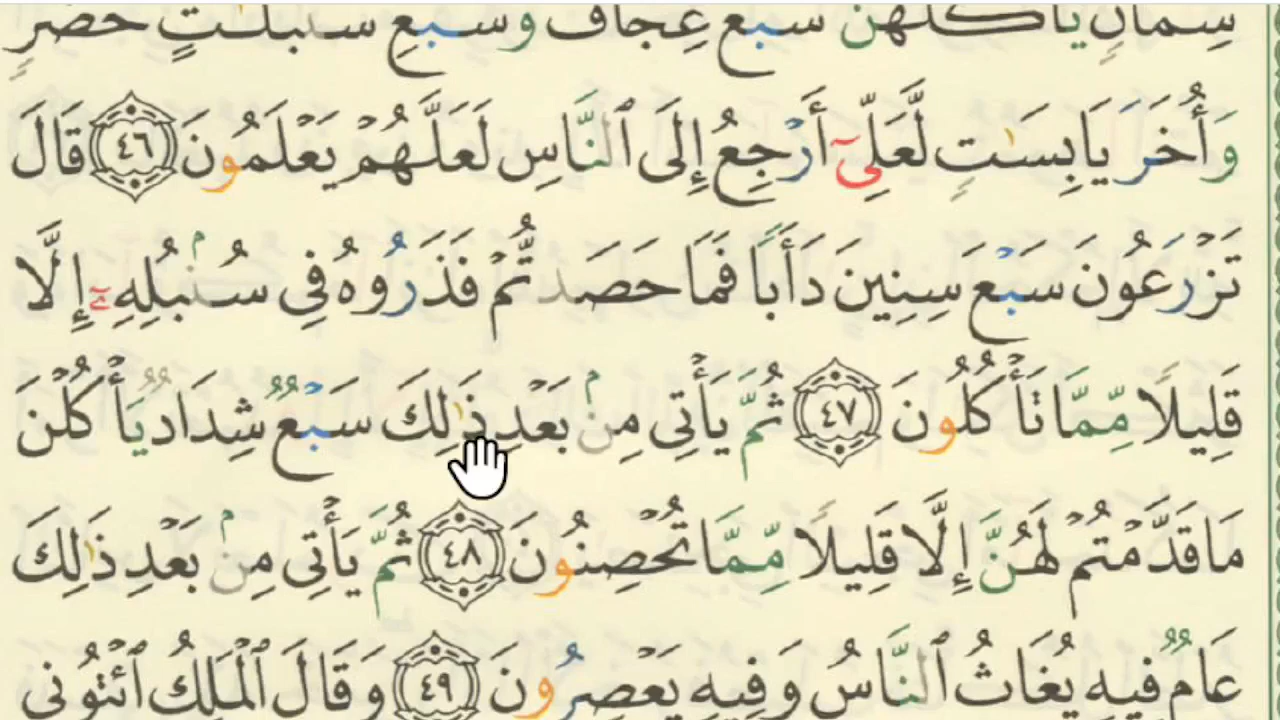 سِمَانٍ يَأْكُلُهُنَّ سَبْعٌ عِجَافٌ وَسَبْعِ سُنۢبُلَـٰتٍ خُضْرٍ
وَأُخَرَ يَابِسَـٰتٍ لَّعَلِّىٓ أَرْجِعُ إِلَى ٱلنَّاسِ لَعَلَّهُمْ يَعْلَمُونَ ٤٦ قَالَ
تَزْرَعُونَ سَبْعَ سِنِينَ دَأَبًا فَمَا حَصَدتُّمْ فَذَرُوهُ فِى سُنۢبُلِهِۦٓ إِلَّا
قَلِيلًا مِّمَّا تَأْكُلُونَ ٤٧ ثُمَّ يَأْتِى مِنۢ بَعْدِ ذَٰلِكَ سَبْعٌ شِدَادٌ يَأْكُلْنَ
مَا قَدَّمْتُمْ لَهُنَّ إِلَّا قَلِيلًا مِّمَّا تُحْصِنُونَ ٤٨ ثُمَّ يَأْتِى مِنۢ بَعْدِ ذَٰلِكَ
عَامٌ فِيهِ يُغَاثُ ٱلنَّاسُ وَفِيهِ يَعْصِرُونَ ٤٩ وَقَالَ ٱلْمَلِكُ ٱئْتُونِى